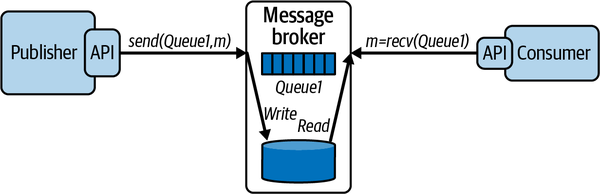 Publisher
API
send(Queue1,m)
Message
broker
Queue1
Write
Read
m=recv(Queue1)
API
Consumer